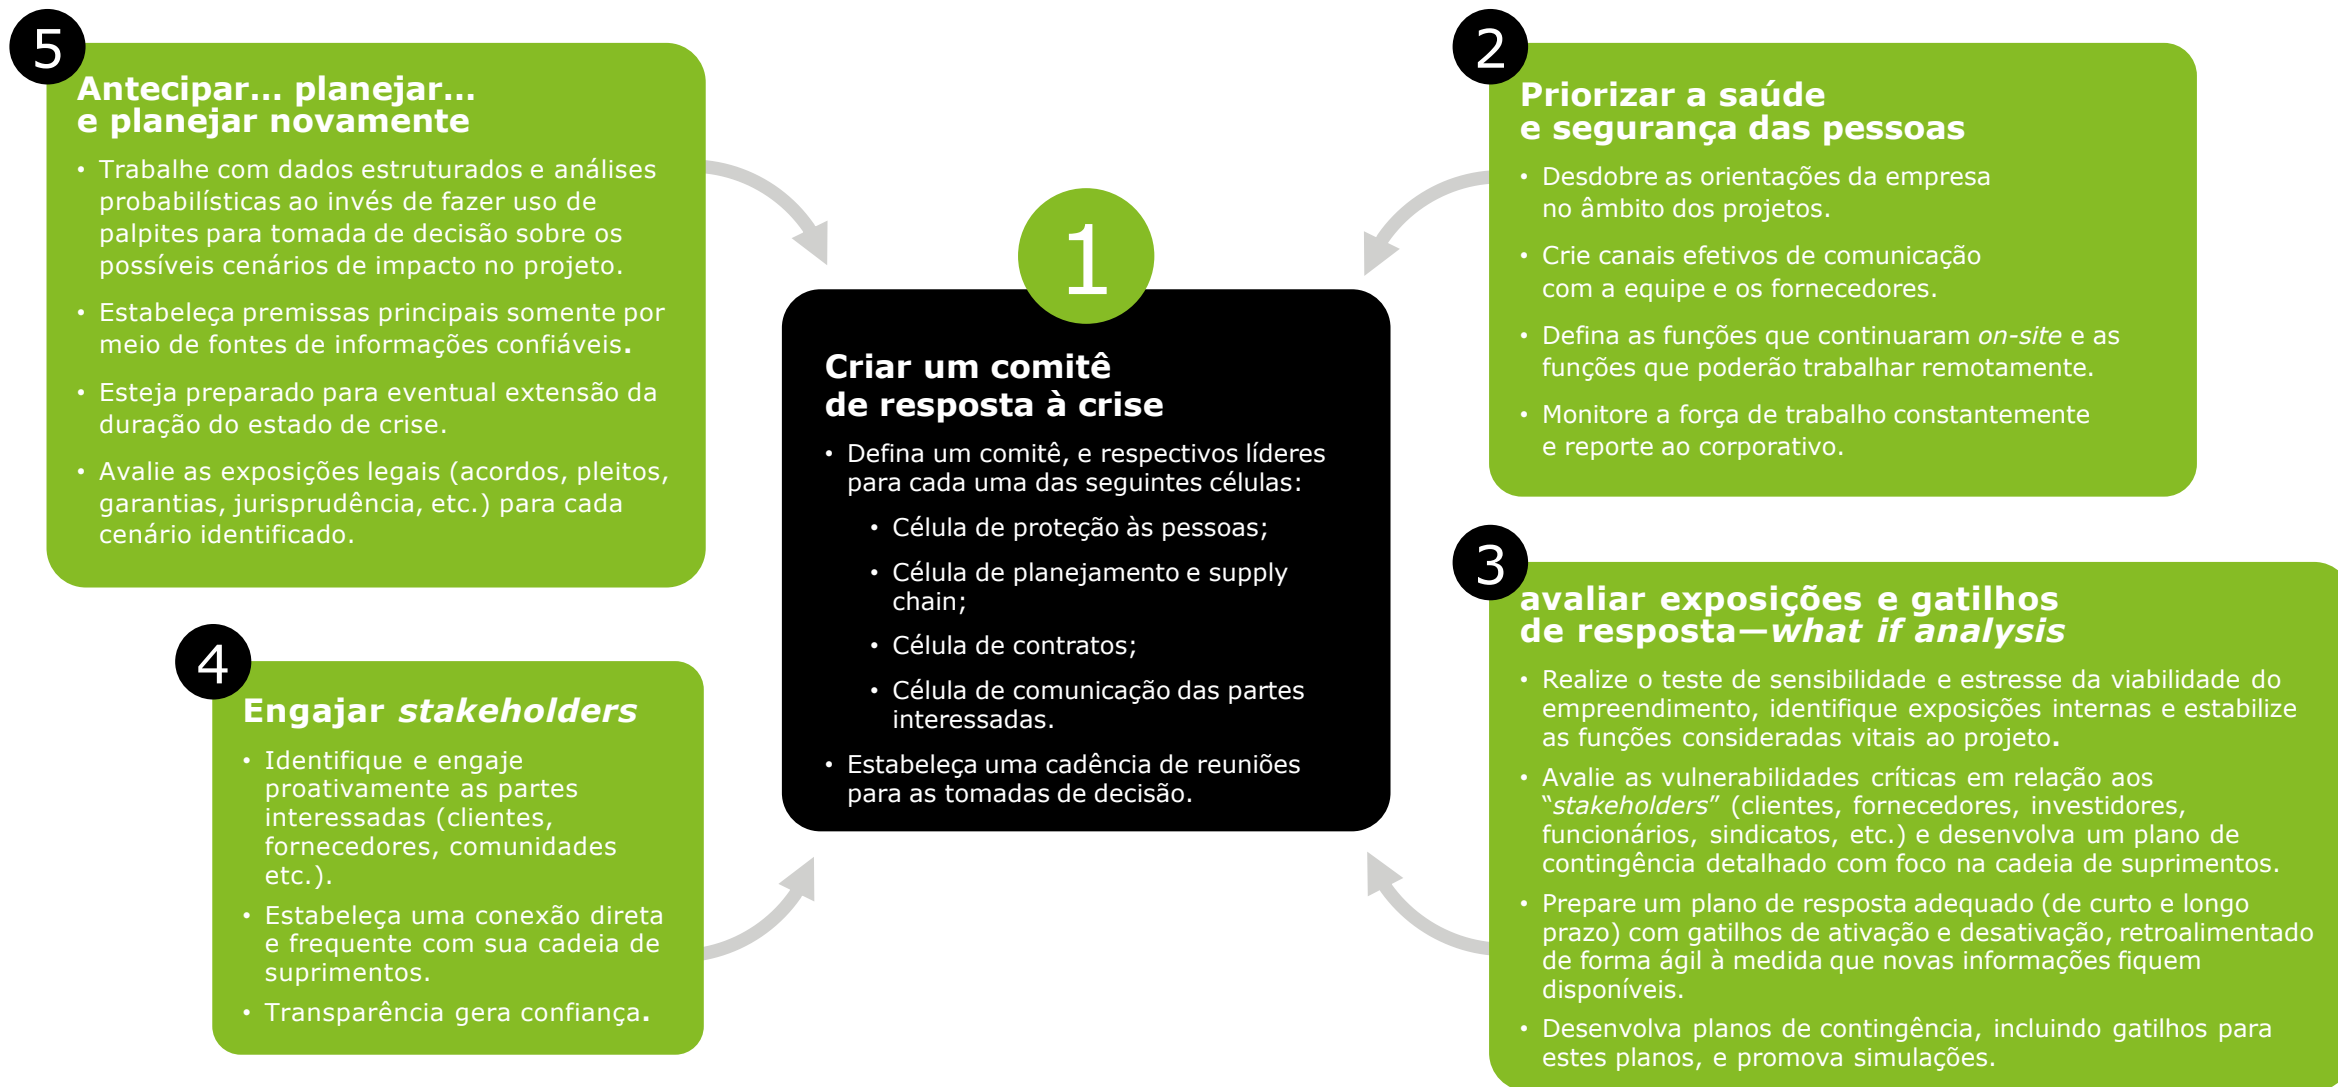 5
Antecipar... planejar...
e planejar novamente
• Trabalhe com dados estruturados e análises
probabilísticas ao invés de fazer uso de
palpites para tomada de decisão sobre os
possíveis cenários de impacto no projeto.
• Estabeleça premissas principais somente por
meio de fontes de informações confiáveis.
• Esteja preparado para eventual extensão da
duração do estado de crise.
• Avalie as exposições legais (acordos, pleitos,
garantias, jurisprudência, etc.) para cada
cenário identificado.
4
Engajar stakeholders
• Identifique e engaje
proativamente as partes
interessadas (clientes,
fornecedores, comunidades
etc.).
• Estabeleça uma conexão direta
e frequente com sua cadeia de
suprimentos.
• Transparência gera confiança.
1
Criar um comitê
de resposta à crise
• Defina um comitê, e respectivos líderes
para cada uma das seguintes células:
• Célula de proteção às pessoas;
• Célula de planejamento e supply
chain;
• Célula de contratos;
• Célula de comunicação das partes
interessadas.
• Estabeleça uma cadência de reuniões
para as tomadas de decisão.
2
Priorizar a saúde
e segurança das pessoas
• Desdobre as orientações da empresa
no âmbito dos projetos.
• Crie canais efetivos de comunicação
com a equipe e os fornecedores.
• Defina as funções que continuaram on-site e as
funções que poderão trabalhar remotamente.
• Monitore a força de trabalho constantemente
e reporte ao corporativo.
3
avaliar exposições e gatilhos
de resposta—what if analysis
• Realize o teste de sensibilidade e estresse da viabilidade do
empreendimento, identifique exposições internas e estabilize
as funções consideradas vitais ao projeto.
• Avalie as vulnerabilidades críticas em relação aos
“stakeholders” (clientes, fornecedores, investidores,
funcionários, sindicatos, etc.) e desenvolva um plano de
contingência detalhado com foco na cadeia de suprimentos.
• Prepare um plano de resposta adequado (de curto e longo
prazo) com gatilhos de ativação e desativação, retroalimentado
de forma ágil à medida que novas informações fiquem
disponíveis.
• Desenvolva planos de contingência, incluindo gatilhos para
estes planos, e promova simulações.